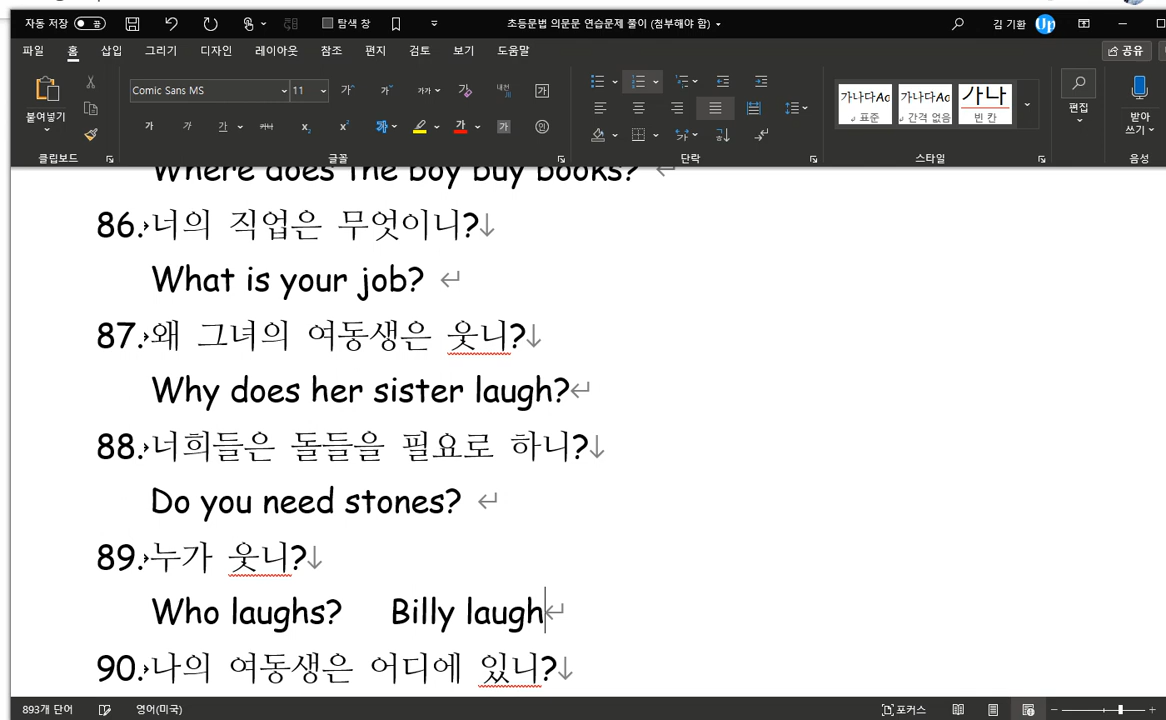 자동 저장 끔 탐색 창 초등문법 의문문 연습문제 풀이 (첨부해야 함) 김 기환 Up
파일 홈 삽입 그리기 디자인 레이아웃 참조 편지 검토 보기 도움말 공유
붙여넣기 Comic Sans MS 11 가나다Aa 표준 가나다Aa 간격 없음 가나 빈 칸 편집 받아쓰기
클립보드 글꼴 단락 스타일 음성
Where does the boy buy books?
86. 너의 직업은 무엇이니?
What is your job?
87. 왜 그녀의 여동생은 웃니?
Why does her sister laugh?
88. 너희들은 돌들을 필요로 하니?
Do you need stones?
89. 누가 웃니?
Who laughs? Billy laugh
90. 나의 여동생은 어디에 있니?
893개 단어 영어(미국) 포커스